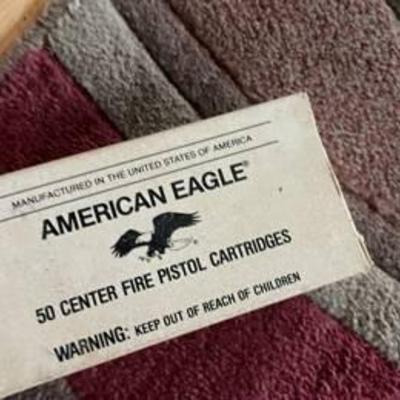 MANUFACTURED IN THE UNITED STATES OF AMERICA
AMERICAN EAGLE®
50 CENTER FIRE PISTOL CARTRIDGES
WARNING: KEEP OUT OF REACH OF CHILDREN